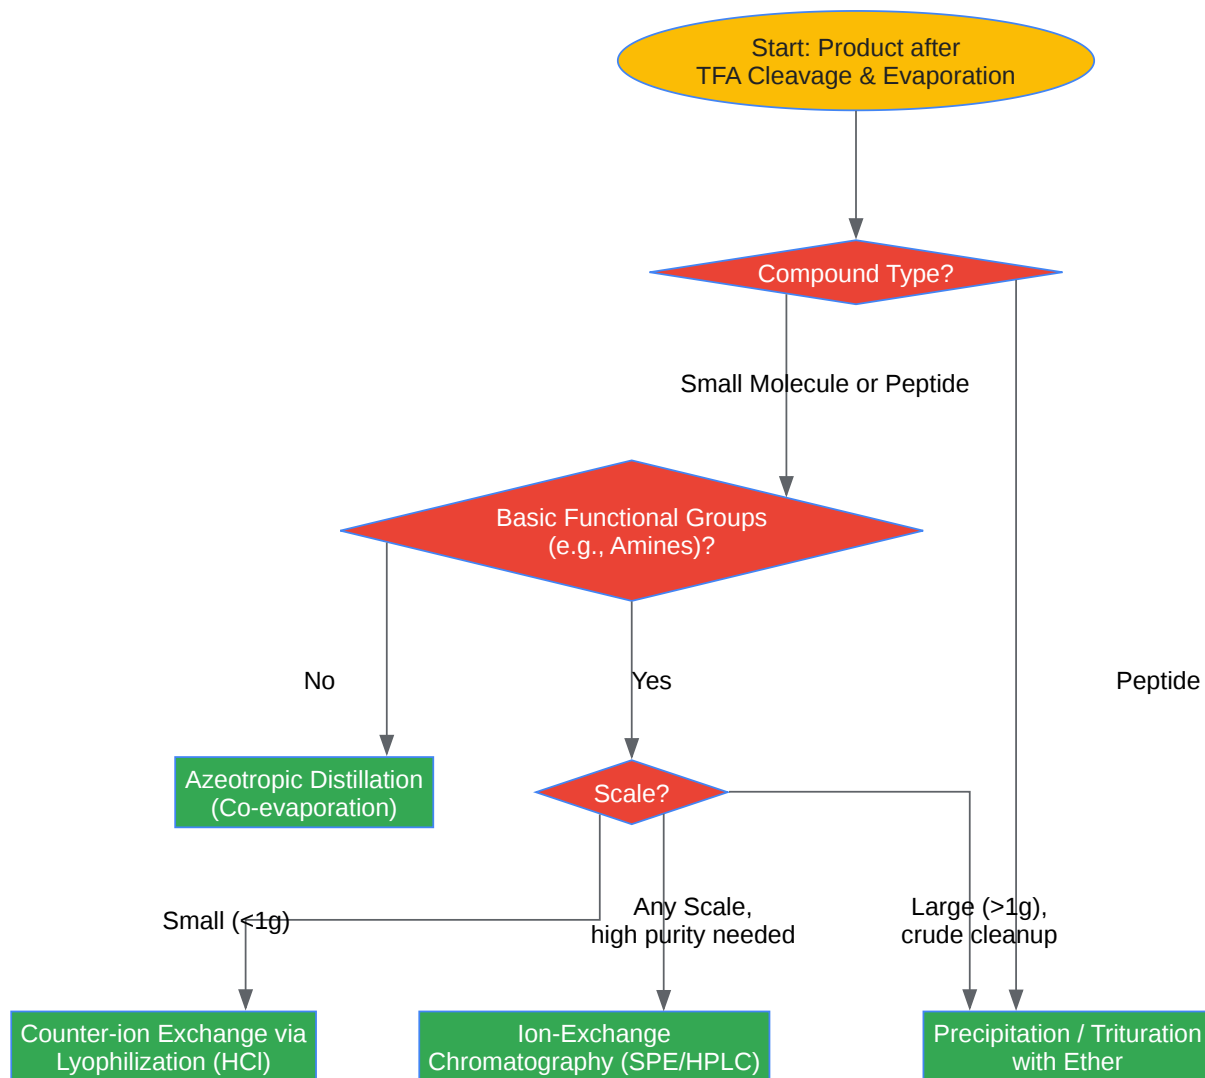 Start: Product after
TFA Cleavage & Evaporation
Compound Type?
Small Molecule or Peptide
Basic Functional Groups
(e.g., Amines)?
No
Yes
Peptide
Azeotropic Distillation
(Co-evaporation)
Scale?
Small (<1g)
Any Scale,
high purity needed
Large (>1g),
crude cleanup
Counter-ion Exchange via
Lyophilization (HCl)
Ion-Exchange
Chromatography (SPE/HPLC)
Precipitation / Trituration
with Ether